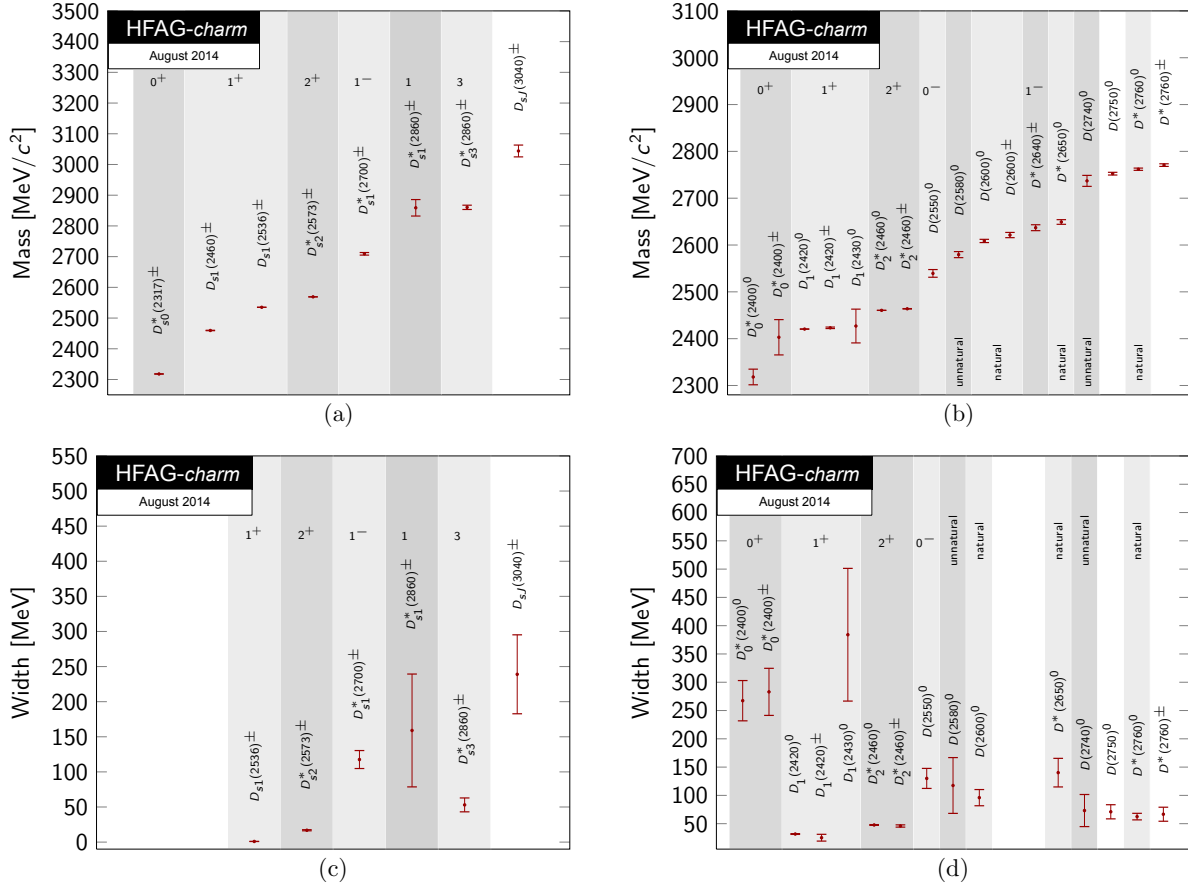 3500
3400
3300
3200
3100
3000
2900
2800
2700
2600
2500
2400
2300
Mass [MeV/c²]
HFAG-charm
August 2014
0⁺
1⁺
2⁺
1⁻
1
3
D*s0(2317)±
Ds1(2460)±
Ds1(2536)±
D*s2(2573)±
D*s1(2700)±
D*s1(2860)±
D*s3(2860)±
DsJ(3040)±
(a)
3100
3000
2900
2800
2700
2600
2500
2400
2300
Mass [MeV/c²]
HFAG-charm
August 2014
0⁺
1⁺
2⁺
0⁻
1⁻
D*0(2400)⁰
D*0(2400)±
D1(2420)⁰
D1(2420)±
D1(2430)⁰
D*2(2460)⁰
D*2(2460)±
D(2550)⁰
D(2580)⁰
D(2600)⁰
D(2600)±
D*(2640)±
D*(2650)⁰
D(2740)⁰
D(2750)⁰
D*(2760)⁰
D*(2760)±
unnatural
natural
natural
unnatural
natural
(b)
550
500
450
400
350
300
250
200
150
100
50
0
Width [MeV]
HFAG-charm
August 2014
1⁺
2⁺
1⁻
1
3
Ds1(2536)±
D*s2(2573)±
D*s1(2700)±
D*s1(2860)±
D*s3(2860)±
DsJ(3040)±
(c)
700
650
600
550
500
450
400
350
300
250
200
150
100
50
Width [MeV]
HFAG-charm
August 2014
0⁺
1⁺
2⁺
0⁻
unnatural
natural
natural
unnatural
natural
D*0(2400)⁰
D*0(2400)±
D1(2420)⁰
D1(2420)±
D1(2430)⁰
D*2(2460)⁰
D*2(2460)±
D(2550)⁰
D(2580)⁰
D(2600)⁰
D*(2650)⁰
D(2740)⁰
D(2750)⁰
D*(2760)⁰
D*(2760)±
(d)